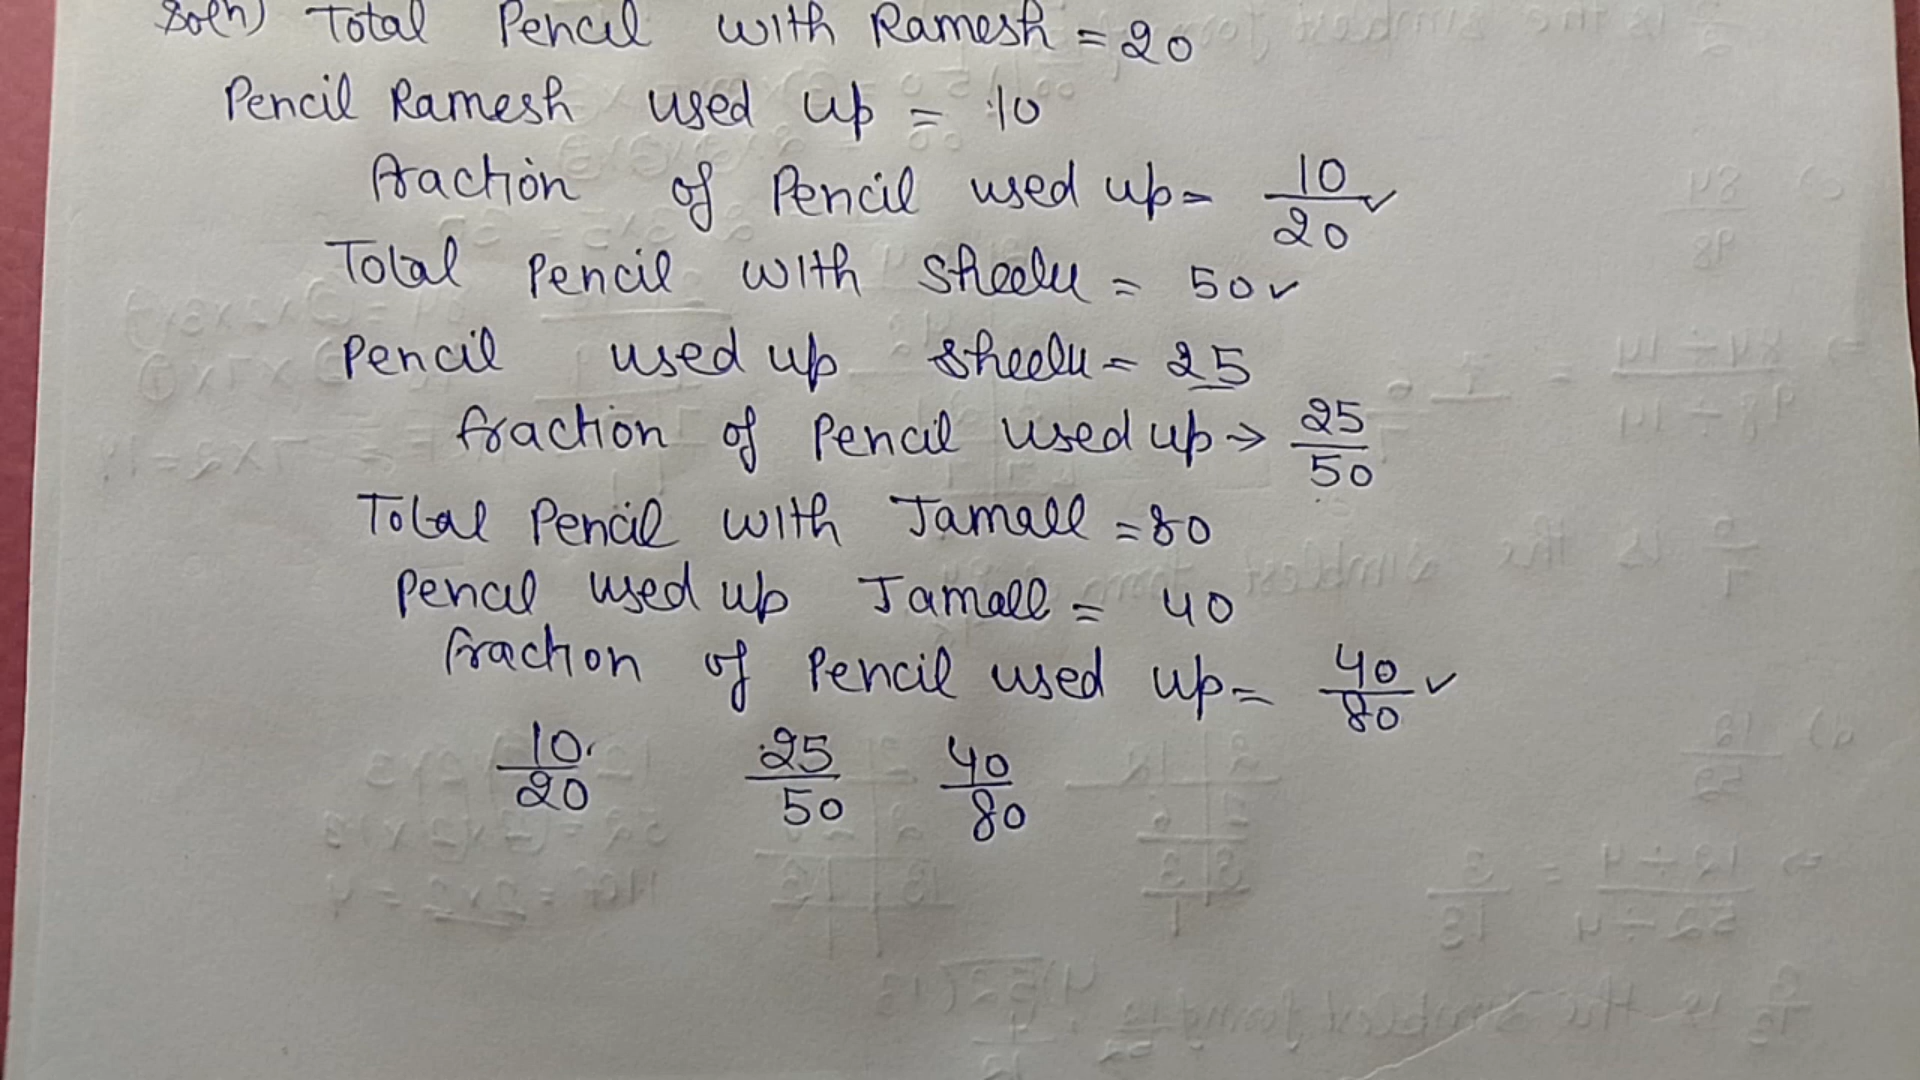 Soln) Total Pencil with Ramesh = 20
Pencil Ramesh used up = 10
fraction of Pencil used up = 10/20 ✓
Total Pencil with Sheelu = 50 ✓
Pencil used up Sheelu = 25
fraction of Pencil used up → 25/50
Total Pencil with Jamall = 80
Pencil used up Jamall = 40
fraction of Pencil used up = 40/80 ✓
10/20 25/50 40/80